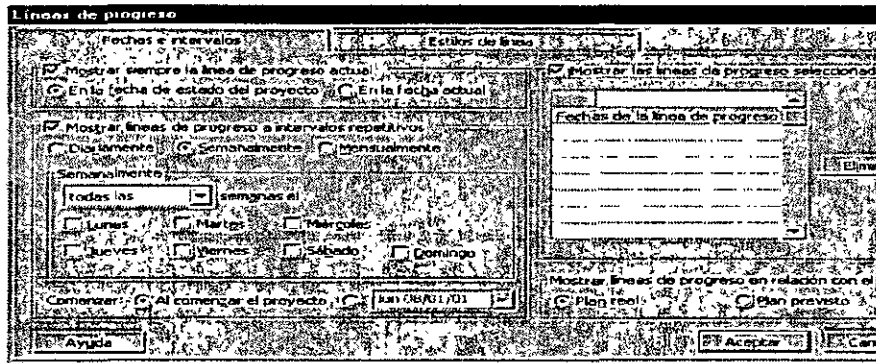 Líneas de progreso
Fechas e intervalos
Estilos de línea
Mostrar siempre la línea de progreso actual
En la fecha de estado del proyecto
En la fecha actual
Mostrar líneas de progreso a intervalos repetitivos
Diariamente
Semanalmente
Mensualmente
Semanalmente
todas las
semanas el
Lunes
Martes
Miércoles
Jueves
Viernes
Sábado
Domingo
Comenzar:
Al comenzar el proyecto
lun 08/01/01
Mostrar las líneas de progreso seleccionad
Fechas de la línea de progreso
Elimi
Mostrar líneas de progreso en relación con el
Plan real
Plan previsto
Ayuda
Aceptar
Can